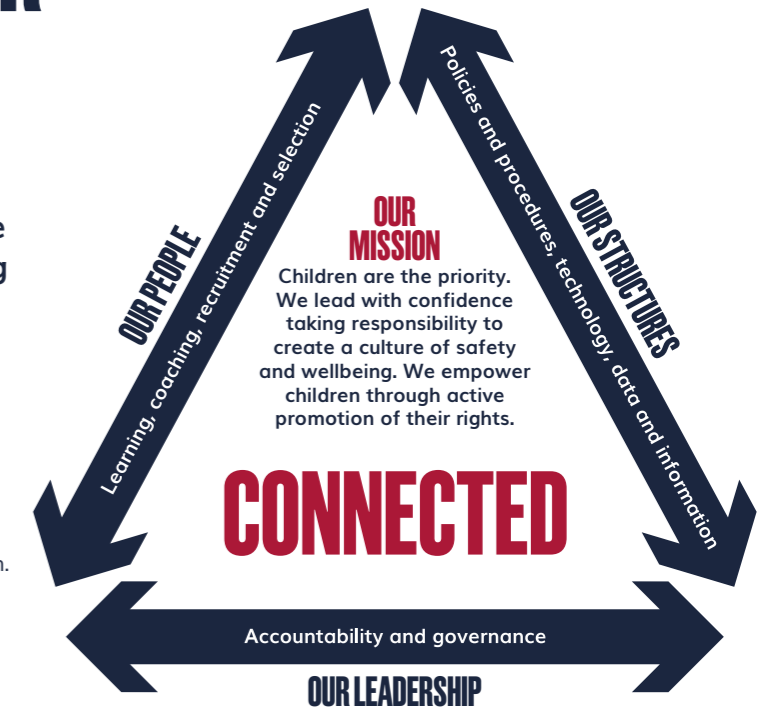 OUR PEOPLE
Learning, coaching, recruitment and selection
Policies and procedures, technology, data and information
OUR STRUCTURES
OUR
MISSION
Children are the priority.
We lead with confidence
taking responsibility to
create a culture of safety
and wellbeing. We empower
children through active
promotion of their rights.
CONNECTED
Accountability and governance
OUR LEADERSHIP